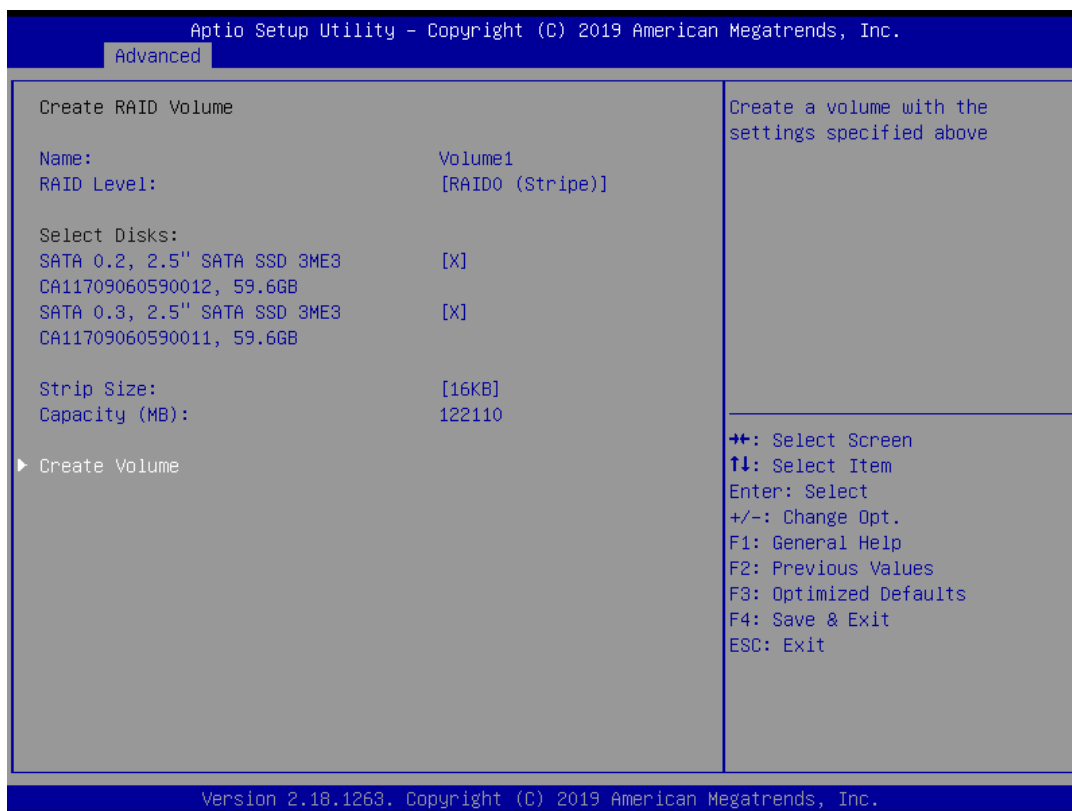 Aptio Setup Utility – Copyright (C) 2019 American Megatrends, Inc.
Advanced
Create RAID Volume
Name: Volume1
RAID Level: [RAID0 (Stripe)]
Select Disks:
SATA 0.2, 2.5" SATA SSD 3ME3 [X]
CA11709060590012, 59.6GB
SATA 0.3, 2.5" SATA SSD 3ME3 [X]
CA11709060590011, 59.6GB
Strip Size: [16KB]
Capacity (MB): 122110
▶ Create Volume
Create a volume with the
settings specified above
→←: Select Screen
↑↓: Select Item
Enter: Select
+/-: Change Opt.
F1: General Help
F2: Previous Values
F3: Optimized Defaults
F4: Save & Exit
ESC: Exit
Version 2.18.1263. Copyright (C) 2019 American Megatrends, Inc.